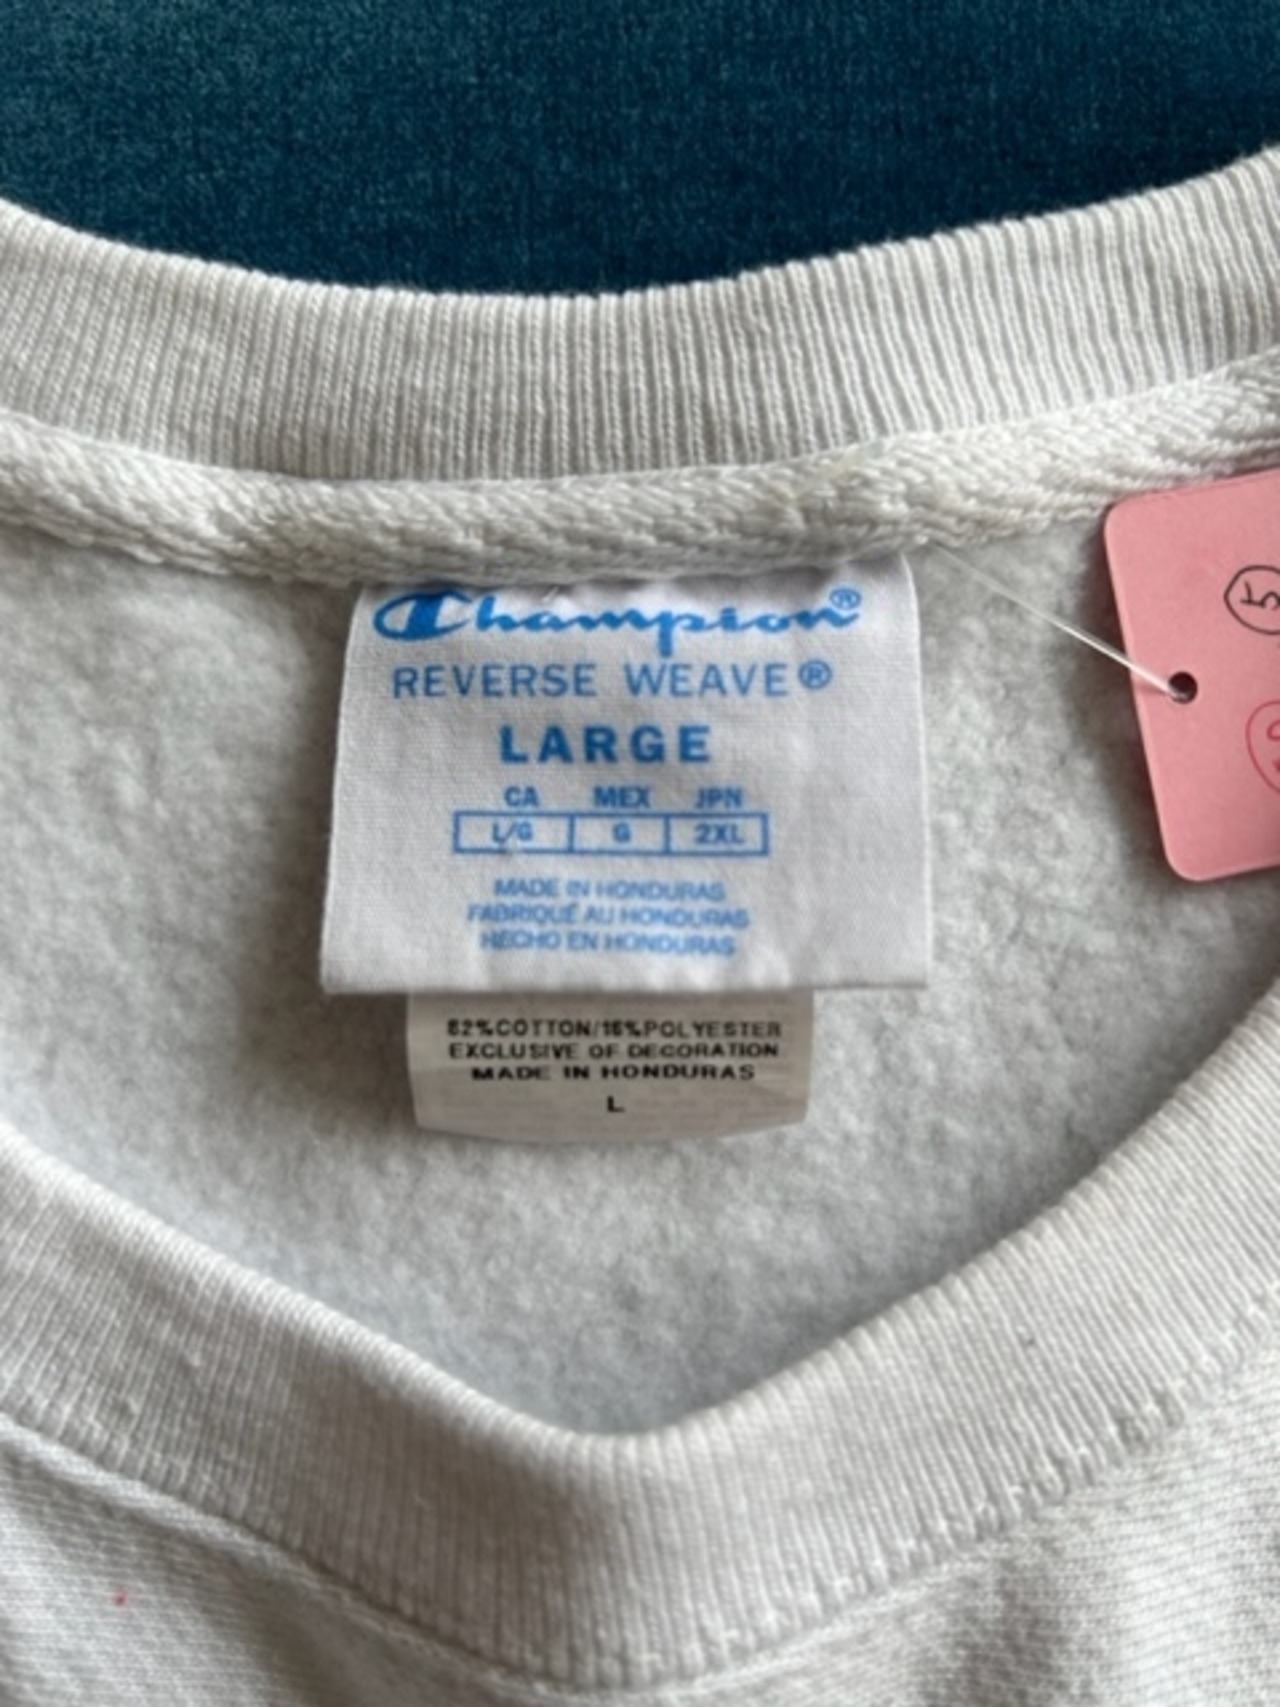 Champion®
REVERSE WEAVE®
LARGE
CA MEX JPN
L/G G 2XL
MADE IN HONDURAS
FABRIQUÉ AU HONDURAS
HECHO EN HONDURAS
82%COTTON/18%POLYESTER
EXCLUSIVE OF DECORATION
MADE IN HONDURAS
L
5